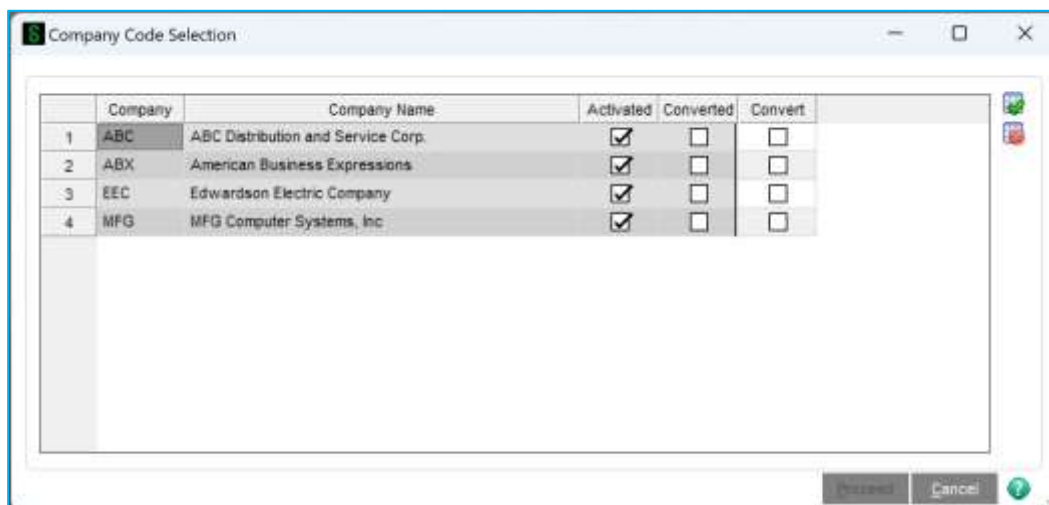 Company Code Selection
Company Company Name Activated Converted Convert
1 ABC ABC Distribution and Service Corp.
2 ABX American Business Expressions
3 EEC Edwardson Electric Company
4 MFG MFG Computer Systems, Inc
Proceed Cancel